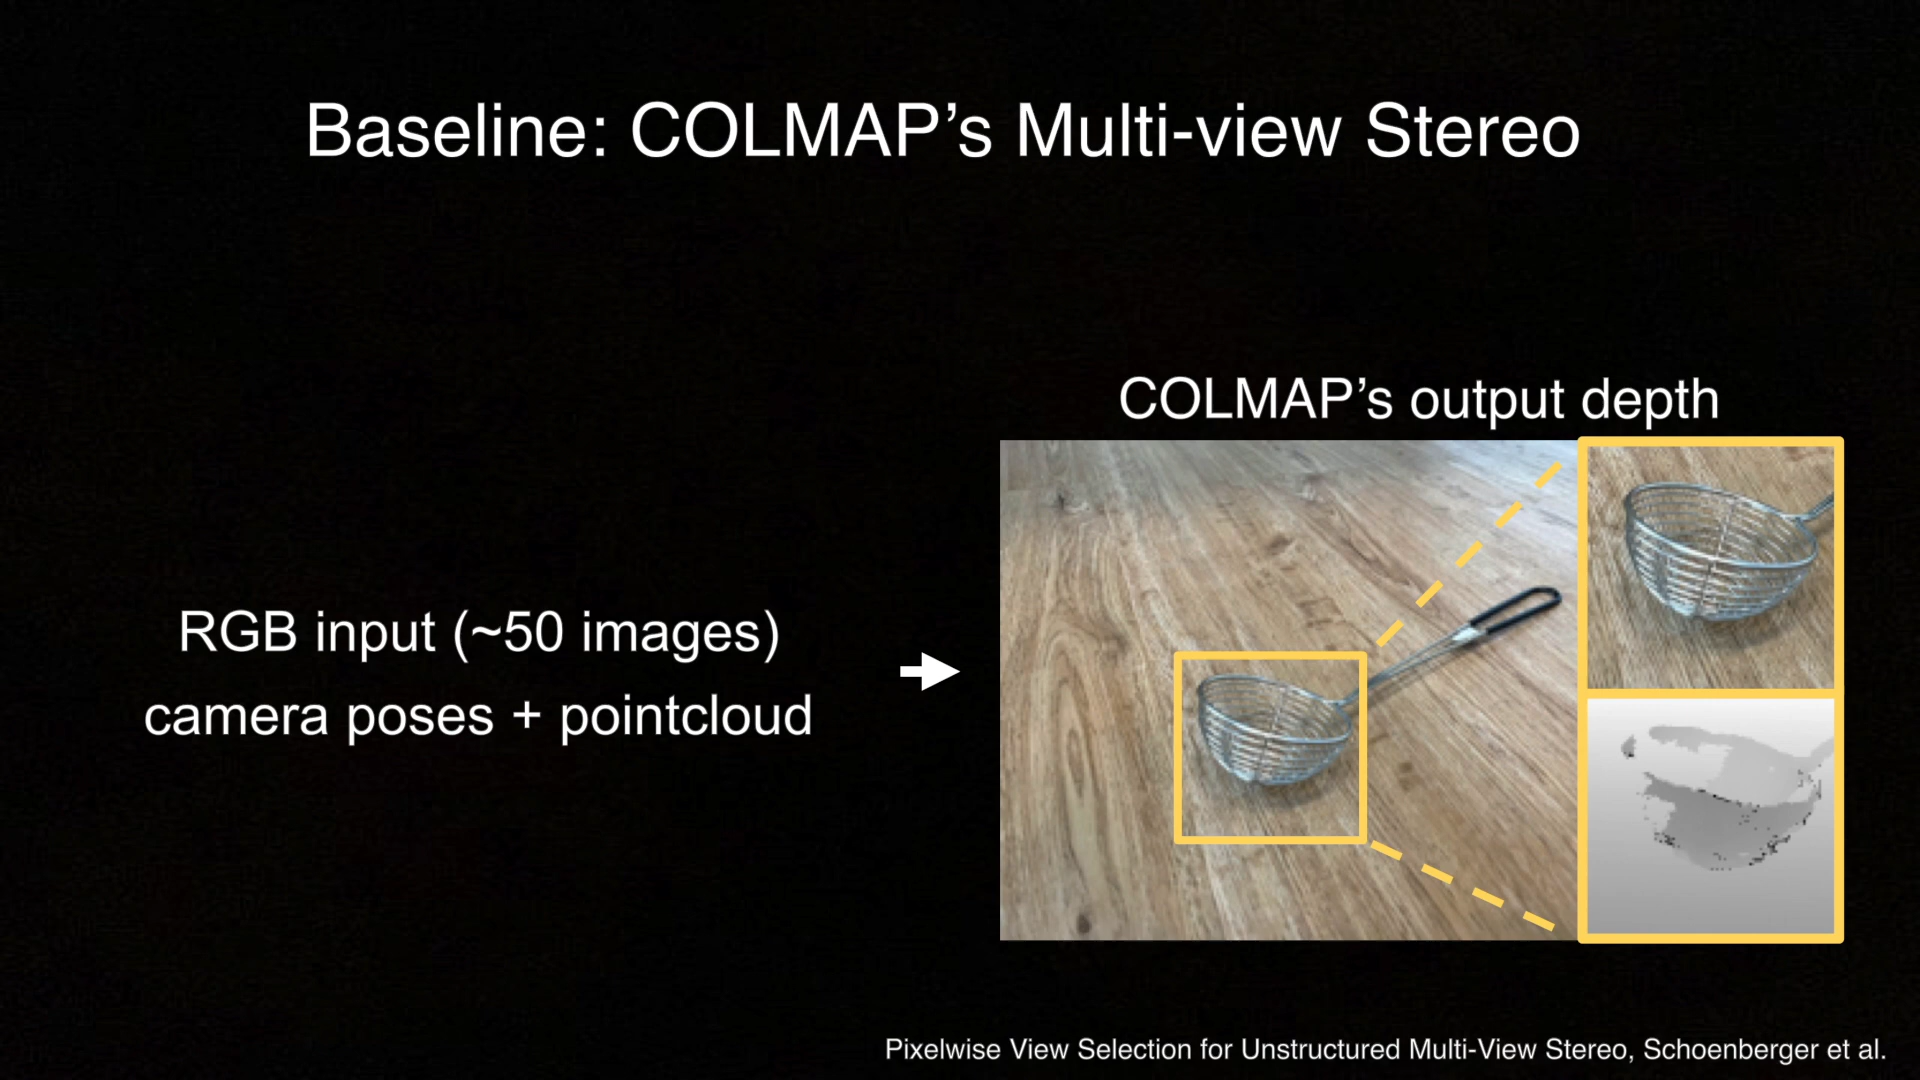 Baseline: COLMAP’s Multi-view Stereo
COLMAP’s output depth
RGB input (~50 images)
camera poses + pointcloud
Pixelwise View Selection for Unstructured Multi-View Stereo, Schoenberger et al.